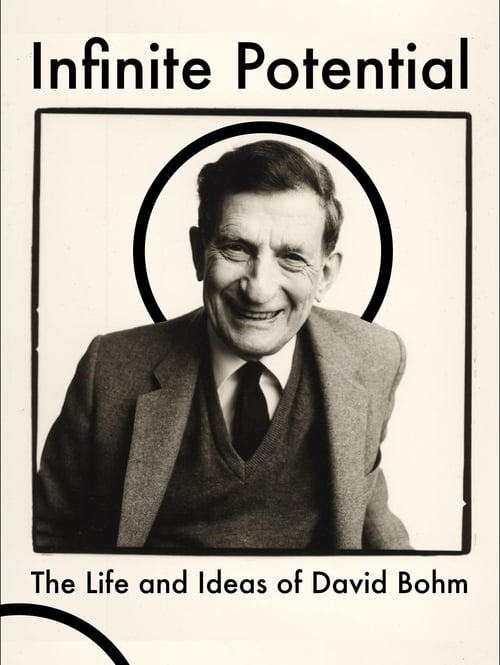 Infinite Potential
The Life and Ideas of David Bohm